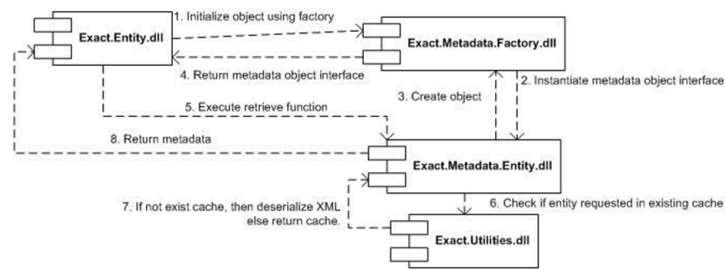 1. Initialize object using factory
Exact.Entity.dll
Exact.Metadata.Factory.dll
4. Return metadata object interface
2. Instantiate metadata object interface
3. Create object
5. Execute retrieve function
8. Return metadata
Exact.Metadata.Entity.dll
7. If not exist cache, then deserialize XML
else return cache.
6. Check if entity requested in existing cache
Exact.Utilities.dll